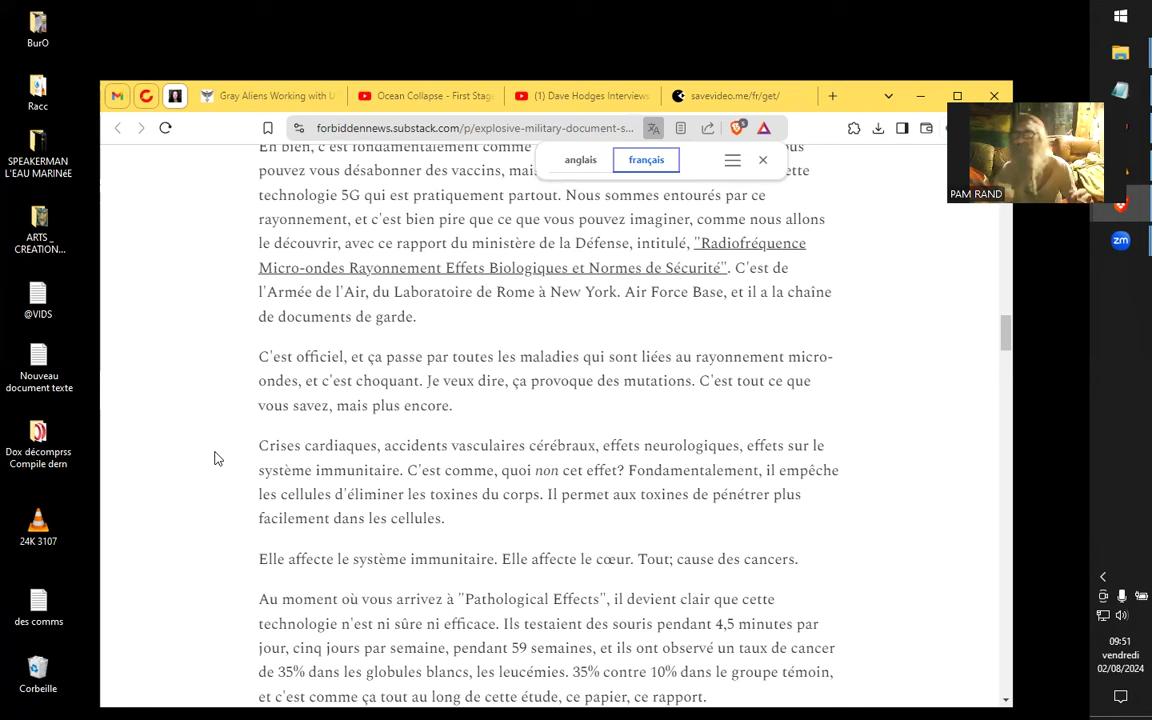 BurO
Racc
SPEAKERMAN
L'EAU MARINéE
ARTS _
CREATION...
@VIDS
Nouveau
document texte
Dox décomprss
Compile dern
24K 3107
des comms
Corbeille
Gray Aliens Working with U
Ocean Collapse - First Stage
(1) Dave Hodges Interviews
savevideo.me/fr/get/
forbiddennews.substack.com/p/explosive-military-document-s...
5
anglais
français
PAM RAND
Eh bien, c'est fondamentalement comme
pouvez vous désabonner des vaccins, mais
technologie 5G qui est pratiquement partout. Nous sommes entourés par ce
rayonnement, et c'est bien pire que ce que vous pouvez imaginer, comme nous allons
le découvrir, avec ce rapport du ministère de la Défense, intitulé, "Radiofréquence
Micro-ondes Rayonnement Effets Biologiques et Normes de Sécurité". C'est de
l'Armée de l'Air, du Laboratoire de Rome à New York. Air Force Base, et il a la chaîne
de documents de garde.
C'est officiel, et ça passe par toutes les maladies qui sont liées au rayonnement micro-
ondes, et c'est choquant. Je veux dire, ça provoque des mutations. C'est tout ce que
vous savez, mais plus encore.
Crises cardiaques, accidents vasculaires cérébraux, effets neurologiques, effets sur le
système immunitaire. C'est comme, quoi non cet effet? Fondamentalement, il empêche
les cellules d'éliminer les toxines du corps. Il permet aux toxines de pénétrer plus
facilement dans les cellules.
Elle affecte le système immunitaire. Elle affecte le cœur. Tout; cause des cancers.
Au moment où vous arrivez à "Pathological Effects", il devient clair que cette
technologie n'est ni sûre ni efficace. Ils testaient des souris pendant 4,5 minutes par
jour, cinq jours par semaine, pendant 59 semaines, et ils ont observé un taux de cancer
de 35% dans les globules blancs, les leucémies. 35% contre 10% dans le groupe témoin,
et c'est comme ça tout au long de cette étude, ce papier, ce rapport.
zm
09:51
vendredi
02/08/2024